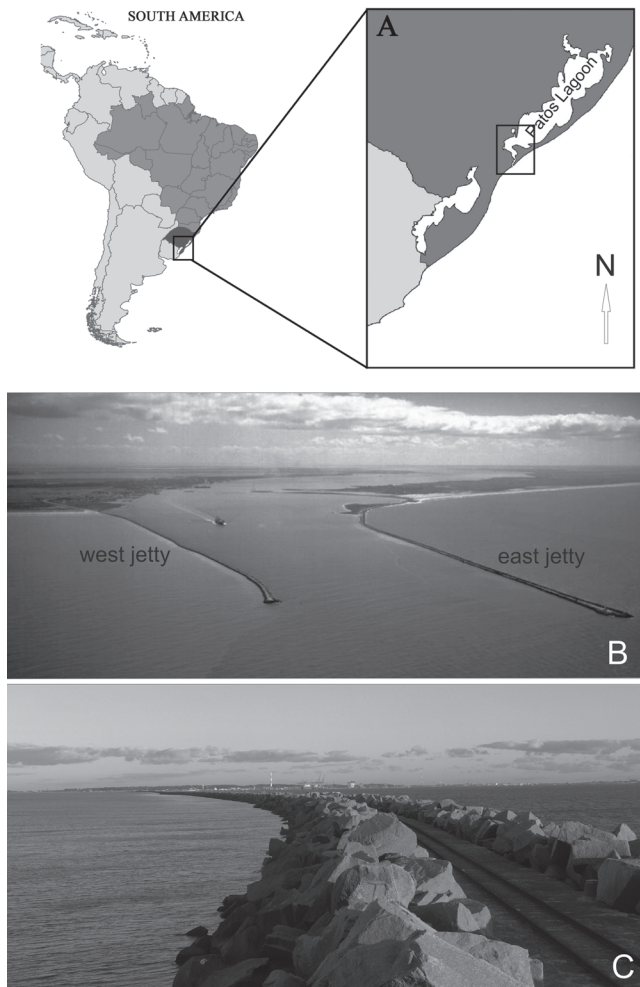 SOUTH AMERICA
A
Patos Lagoon
N
west jetty
east jetty
B
C